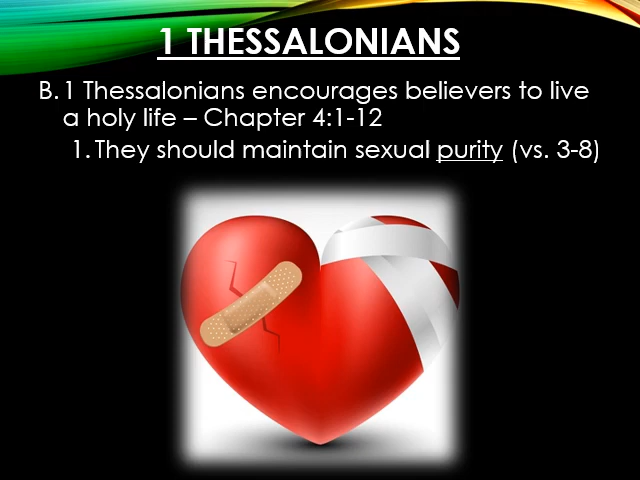 1 THESSALONIANS
B. 1 Thessalonians encourages believers to live
a holy life – Chapter 4:1-12
1. They should maintain sexual purity (vs. 3-8)